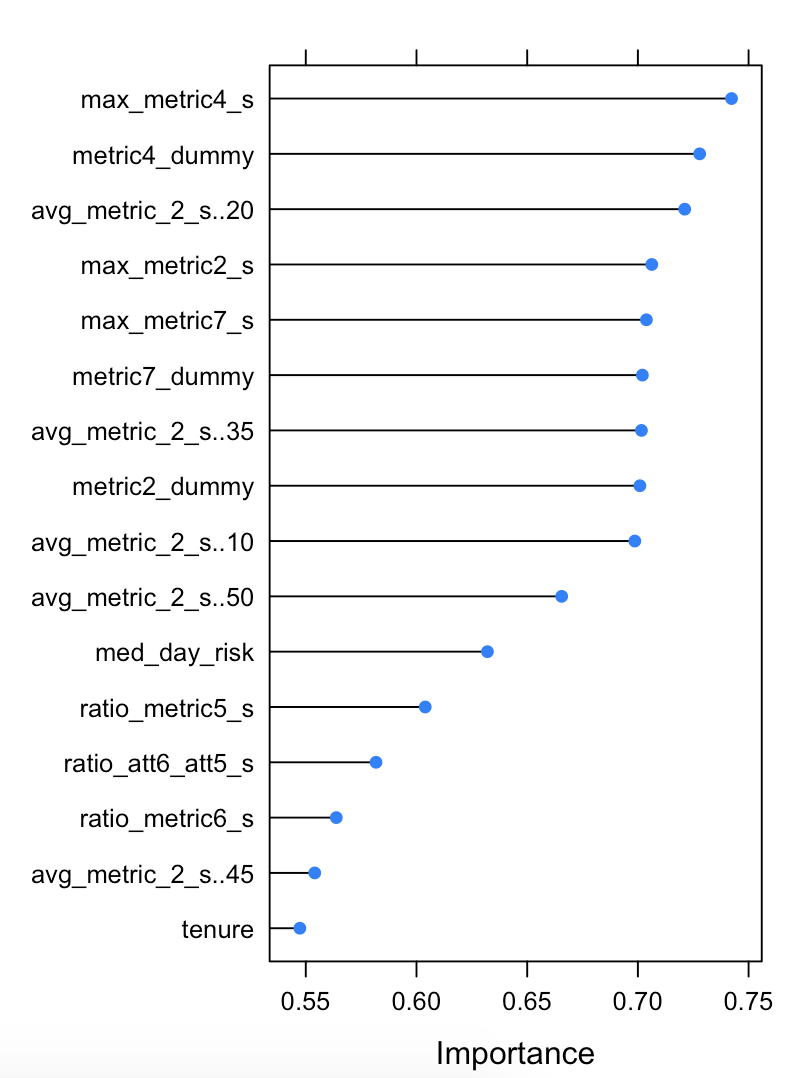 max_metric4_s
metric4_dummy
avg_metric_2_s..20
max_metric2_s
max_metric7_s
metric7_dummy
avg_metric_2_s..35
metric2_dummy
avg_metric_2_s..10
avg_metric_2_s..50
med_day_risk
ratio_metric5_s
ratio_att6_att5_s
ratio_metric6_s
avg_metric_2_s..45
tenure
0.55 0.60 0.65 0.70 0.75
Importance